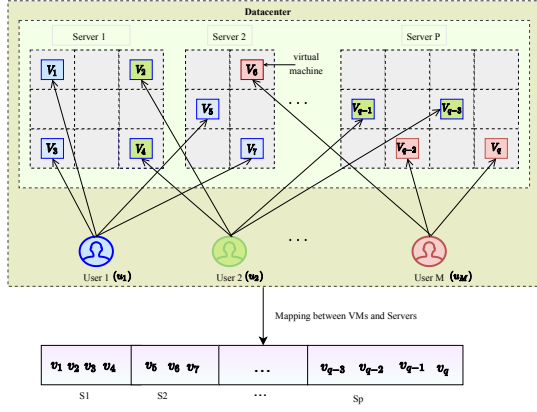 Datacenter
Server 1 Server 2 Server P
V1 V2 V6 virtual machine
V5 ... Vq-1 Vq-3
V3 V4 V7 Vq-2 Vq
...
User 1 (u1) User 2 (u2) User M (uM)
Mapping between VMs and Servers
v1 v2 v3 v4 v5 v6 v7 ... vq-3 vq-2 vq-1 vq
S1 S2 ... Sp